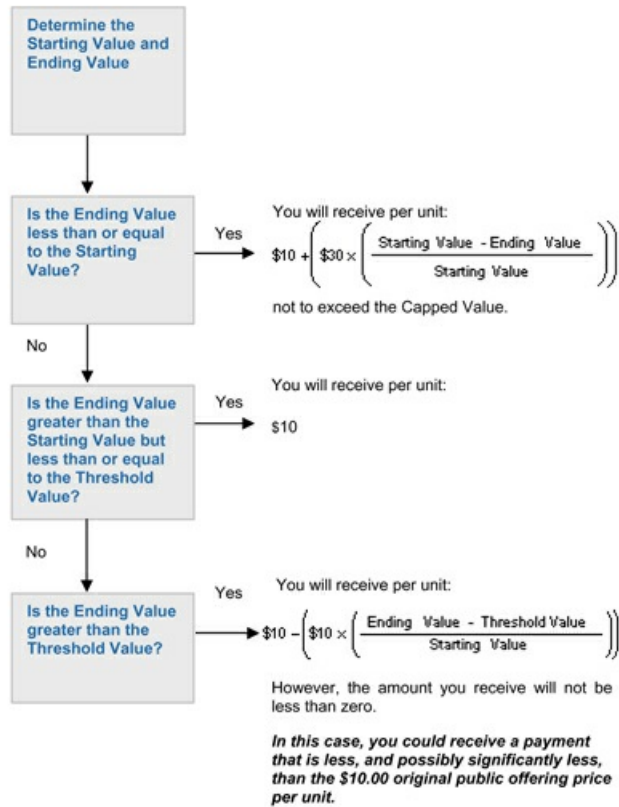 Determine the
Starting Value and
Ending Value
Is the Ending Value
less than or equal
to the Starting
Value?
Yes
You will receive per unit:
$10 + ( $30 × ( Starting Value - Ending Value
Starting Value ) )
not to exceed the Capped Value.
No
Is the Ending Value
greater than the
Starting Value but
less than or equal
to the Threshold
Value?
Yes
You will receive per unit:
$10
No
Is the Ending Value
greater than the
Threshold Value?
Yes
You will receive per unit:
$10 – ( $10 × ( Ending Value - Threshold Value
Starting Value ) )
However, the amount you receive will not be
less than zero.
In this case, you could receive a payment
that is less, and possibly significantly less,
than the $10.00 original public offering price
per unit.